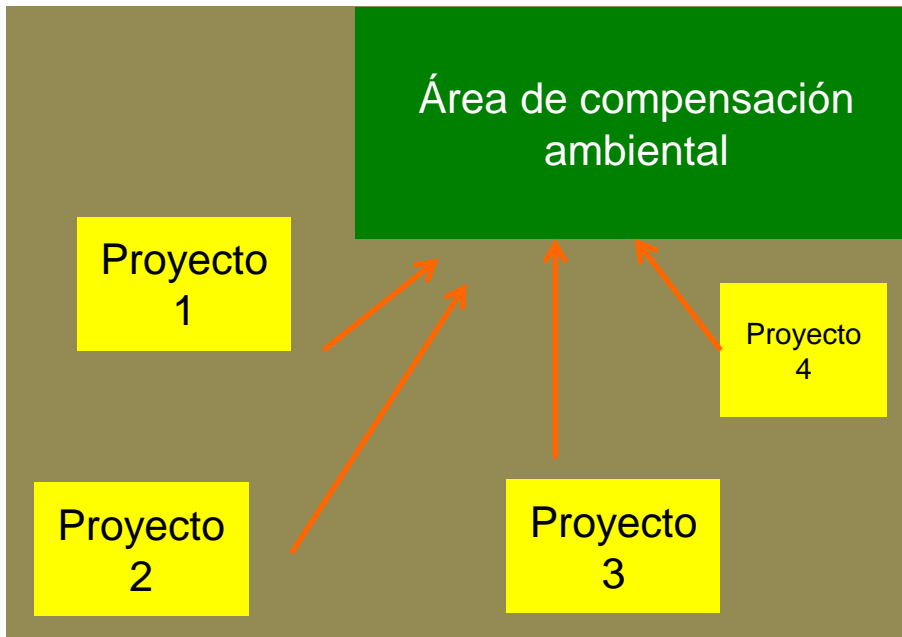 Área de compensación
ambiental
Proyecto
1
Proyecto
4
Proyecto
2
Proyecto
3